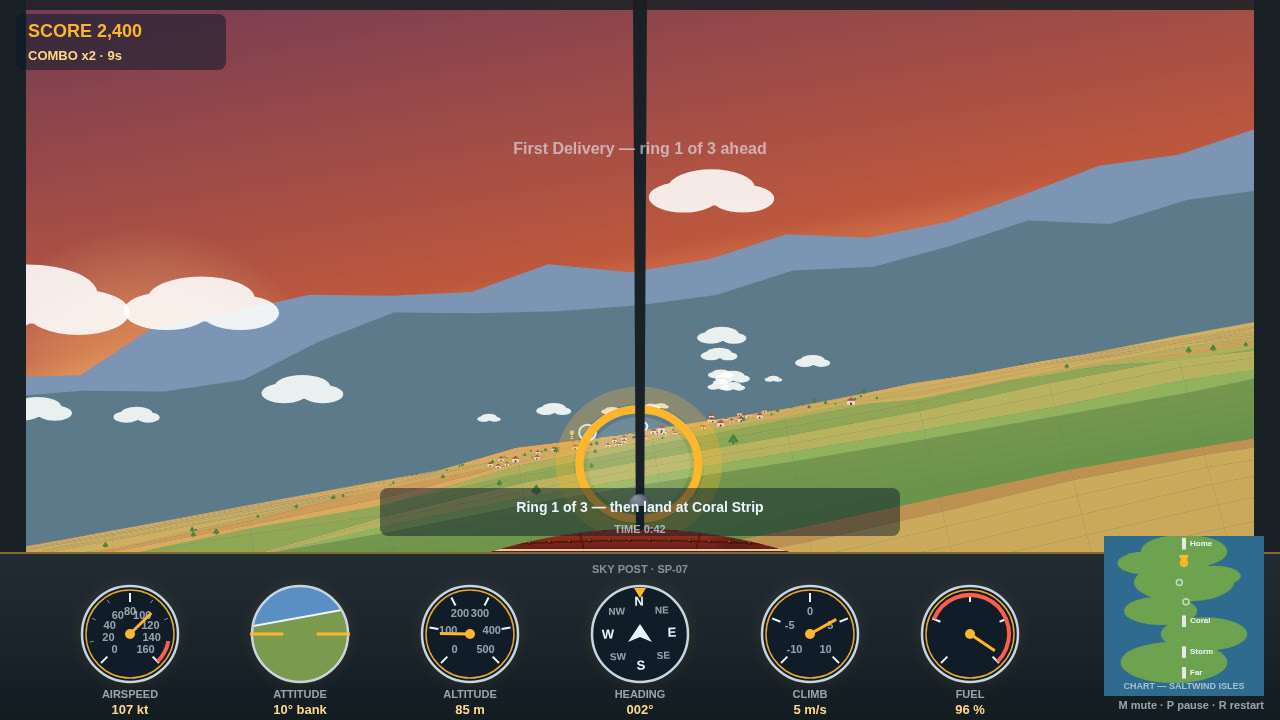 SCORE 2,400
COMBO x2 · 9s
First Delivery — ring 1 of 3 ahead
Ring 1 of 3 — then land at Coral Strip
TIME 0:42
SKY POST · SP-07
0 20 40 60 80 100 120 140 160
AIRSPEED
107 kt
ATTITUDE
10° bank
0 100 200 300 400 500
ALTITUDE
85 m
N NE E SE S SW W NW
HEADING
002°
-10 -5 0 5 10
CLIMB
5 m/s
FUEL
96 %
Home
Coral
Storm
Far
CHART — SALTWIND ISLES
M mute · P pause · R restart